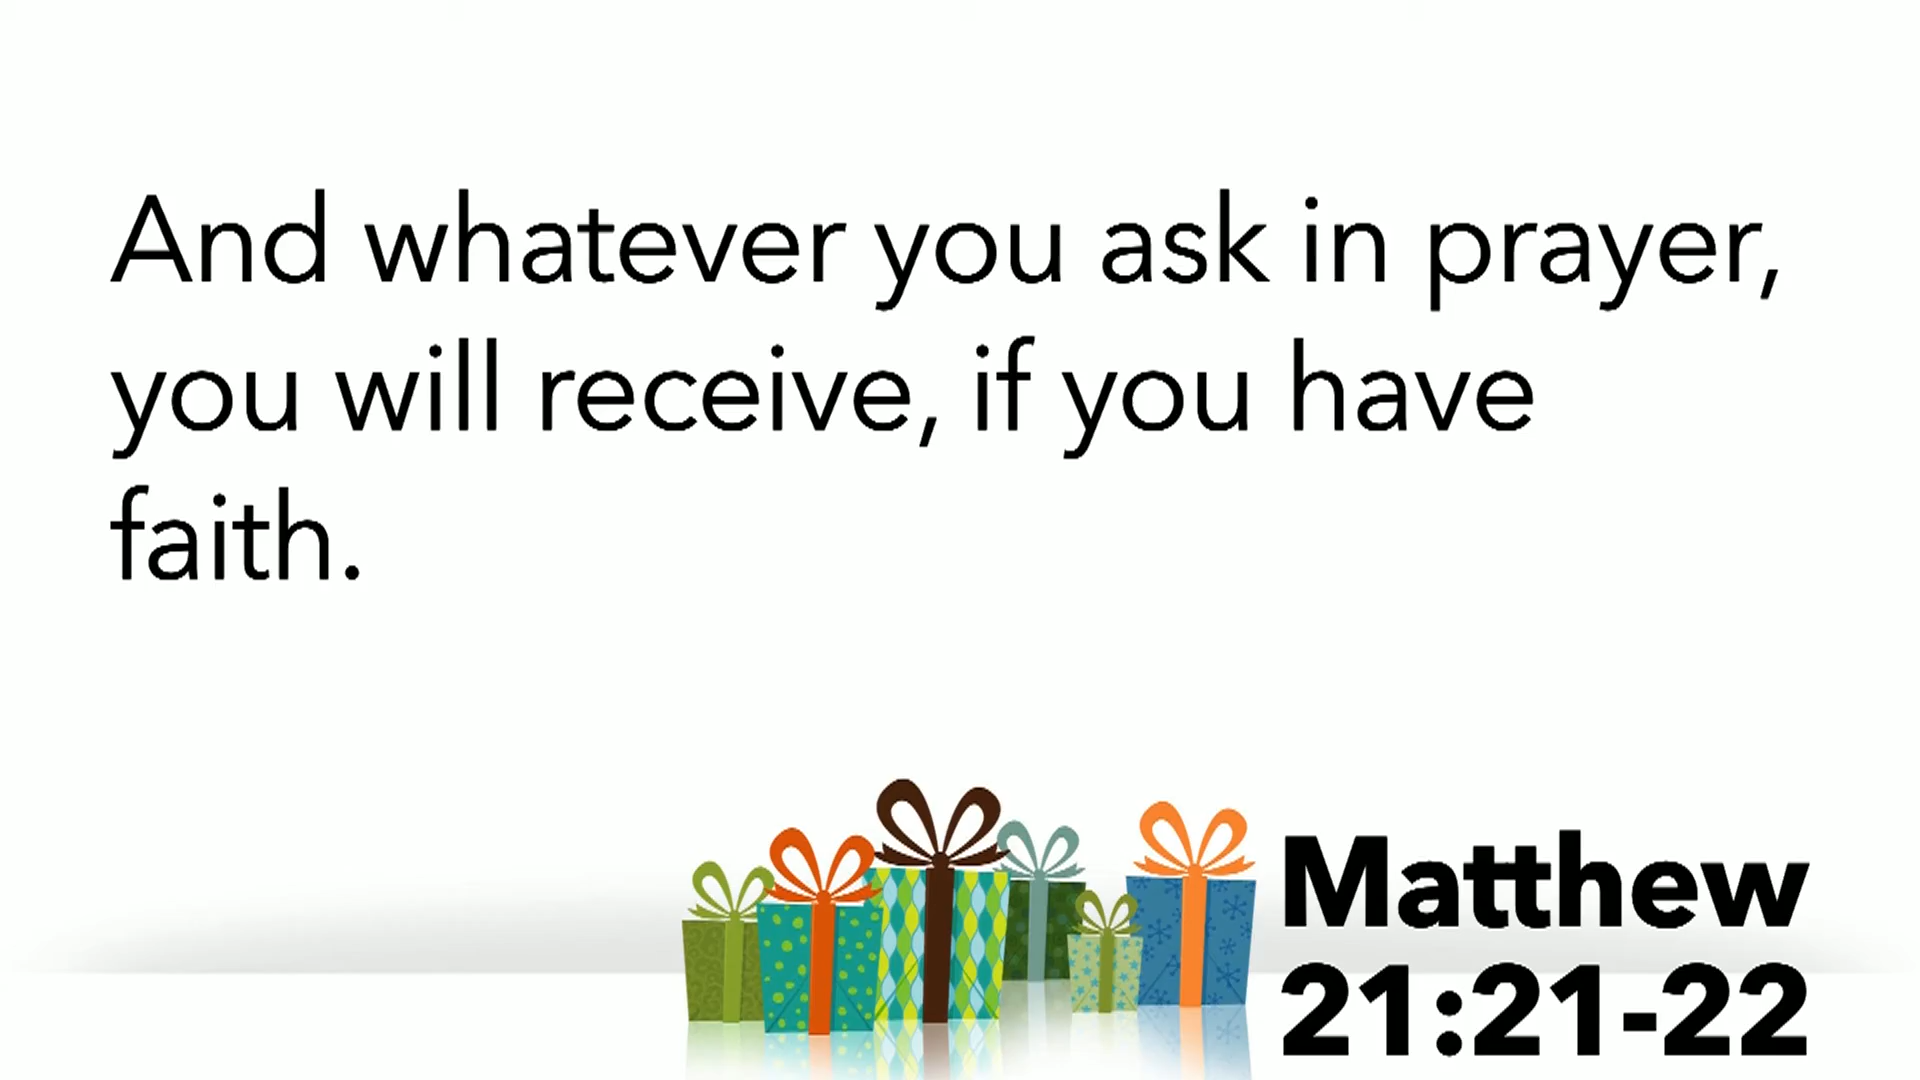 And whatever you ask in prayer,
you will receive, if you have
faith.
Matthew
21:21-22